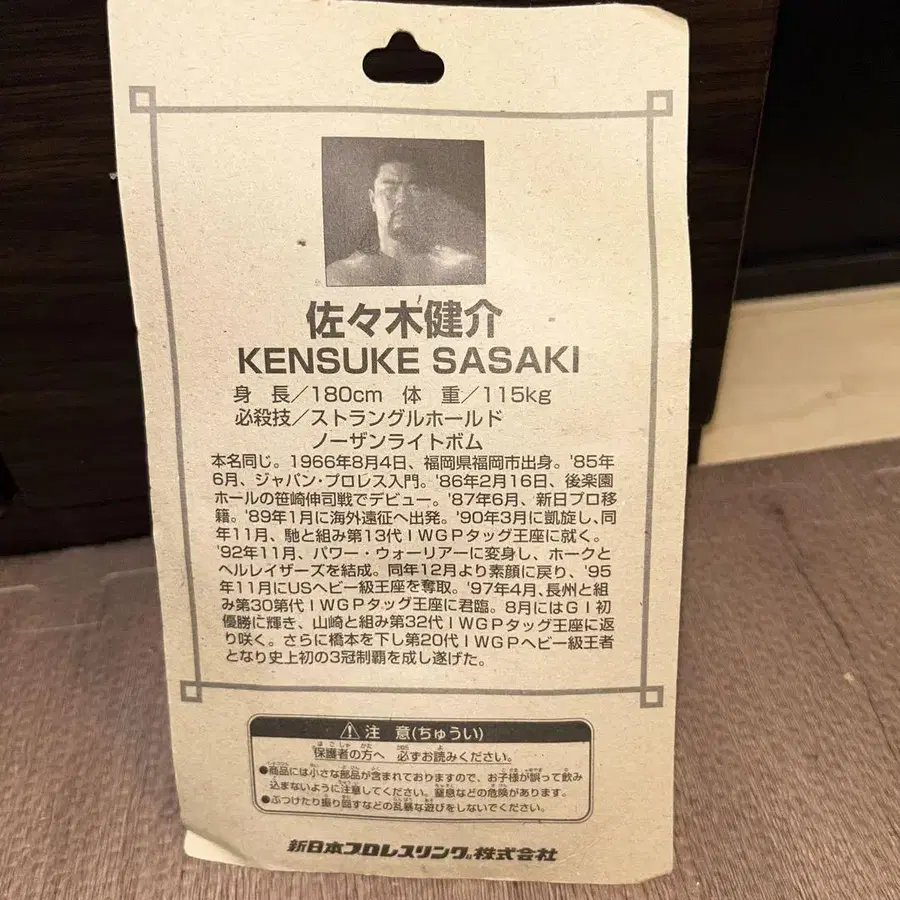 佐々木健介
KENSUKE SASAKI
身 長／180cm 体 重／115kg
必殺技／ストラングルホールド
ノーザンライトボム
本名同じ。1966年8月4日、福岡県福岡市出身。'85年
6月、ジャパン・プロレス入門。'86年2月16日、後楽園
ホールの笹崎伸司戦でデビュー。'87年6月、新日プロ移
籍。'89年1月に海外遠征へ出発。'90年3月に凱旋し、同
年11月、馳と組み第13代IWGPタッグ王座に就く。
'92年11月、パワー・ウォーリアーに変身し、ホークと
ヘルレイザーズを結成。同年12月より素顔に戻り、'95
年11月にUSヘビー級王座を奪取。'97年4月、長州と組
み第30第代IWGPタッグ王座に君臨。8月にはGI初
優勝に輝き、山崎と組み第32代IWGPタッグ王座に返
り咲く。さらに橋本を下し第20代IWGPヘビー級王者
となり史上初の3冠制覇を成し遂げた。
注 意(ちゅうい)
保護者の方へ 必ずお読みください。
●商品には小さな部品が含まれておりますので、お子様が誤って飲み
込まないように注意してください。窒息などの危険があります。
●ぶつけたり振り回すなどの乱暴な遊びをしないでください。
新日本プロレスリング株式会社